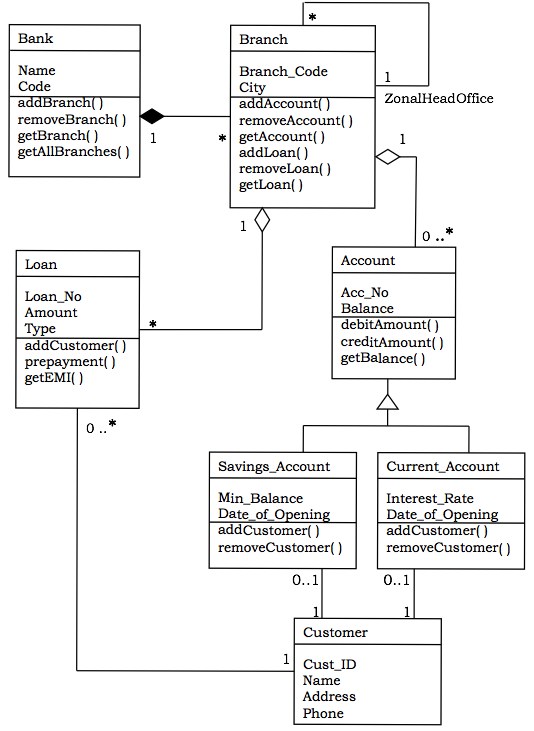 Bank
Name
Code
addBranch( )
removeBranch( )
getBranch( )
getAllBranches( )
1
*
Branch
Branch_Code
City
addAccount( )
removeAccount( )
getAccount( )
addLoan( )
removeLoan( )
getLoan( )
*
1
ZonalHeadOffice
1
0 ..*
1
*
Loan
Loan_No
Amount
Type
addCustomer( )
prepayment( )
getEMI( )
0 ..*
Account
Acc_No
Balance
debitAmount( )
creditAmount( )
getBalance( )
Savings_Account
Min_Balance
Date_of_Opening
addCustomer( )
removeCustomer( )
Current_Account
Interest_Rate
Date_of_Opening
addCustomer( )
removeCustomer( )
0..1
0..1
1
1
1
Customer
Cust_ID
Name
Address
Phone